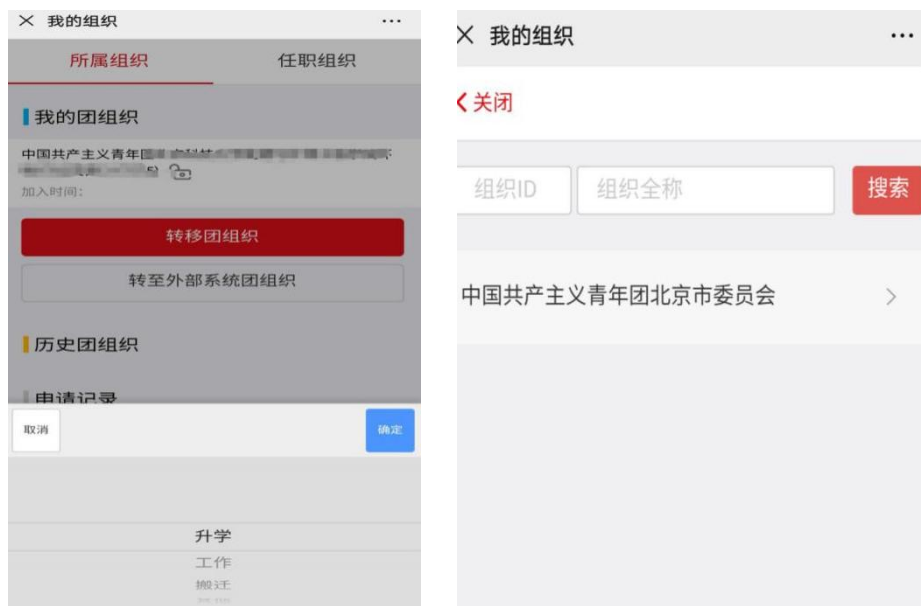 我的组织
所属组织
任职组织
我的团组织
中国共产主义青年团
加入时间:
转移团组织
转至外部系统团组织
历史团组织
申请记录
取消
确定
升学
工作
搬迁
我的组织
关闭
组织ID
组织全称
搜索
中国共产主义青年团北京市委员会